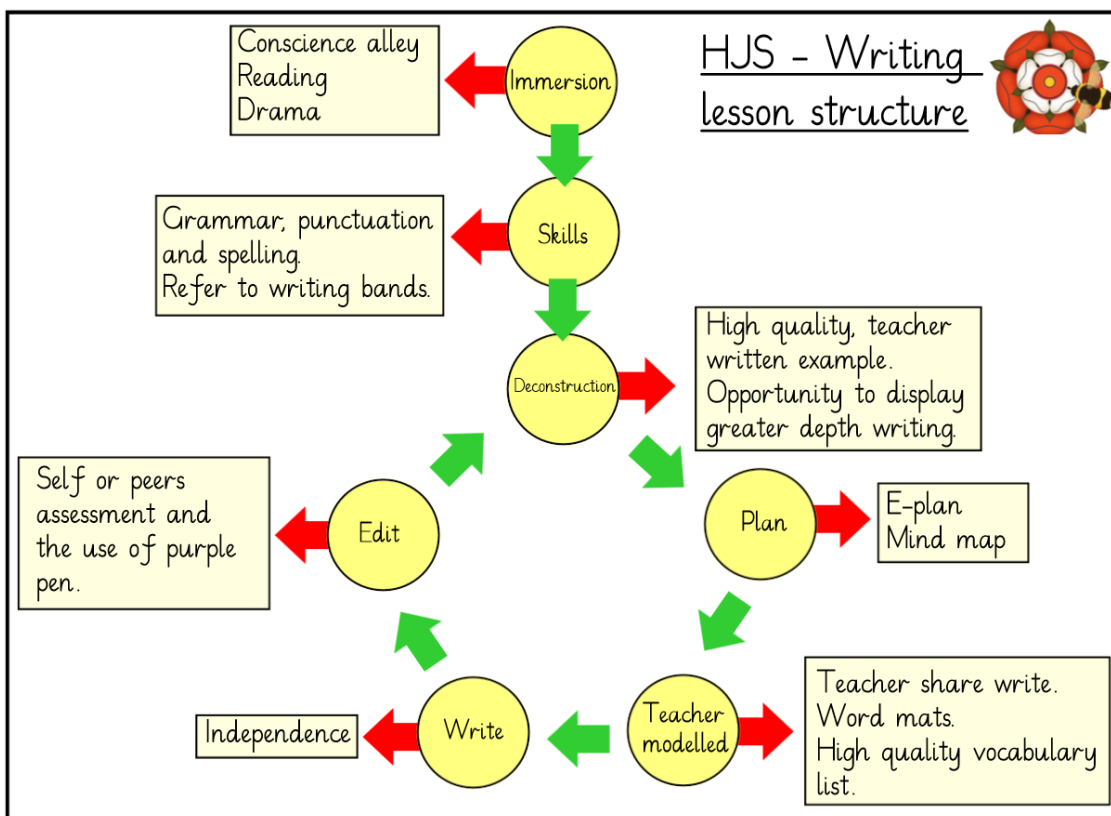 HJS - Writing
lesson structure
Conscience alley
Reading
Drama
Immersion
Grammar, punctuation
and spelling.
Refer to writing bands.
Skills
Deconstruction
High quality, teacher
written example.
Opportunity to display
greater depth writing.
Plan
E-plan
Mind map
Teacher
modelled
Teacher share write.
Word mats.
High quality vocabulary
list.
Write
Independence
Edit
Self or peers
assessment and
the use of purple
pen.